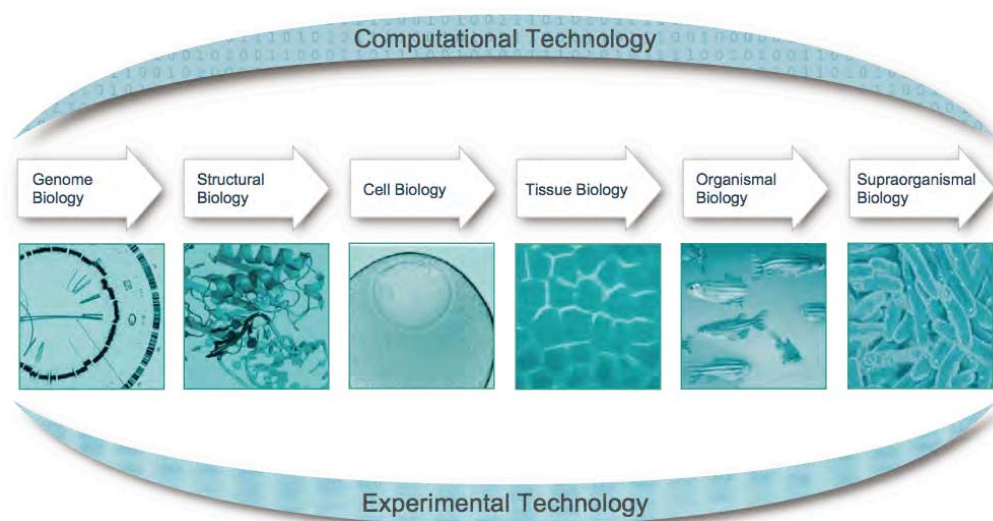 Computational Technology
Genome
Biology
Structural
Biology
Cell Biology
Tissue Biology
Organismal
Biology
Supraorganismal
Biology
Experimental Technology